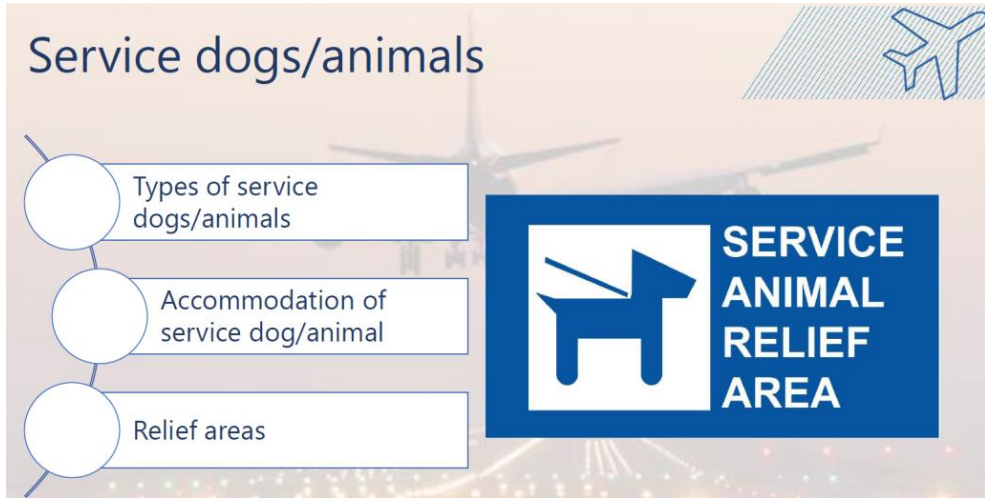 Service dogs/animals
Types of service
dogs/animals
Accommodation of
service dog/animal
Relief areas
SERVICE
ANIMAL
RELIEF
AREA